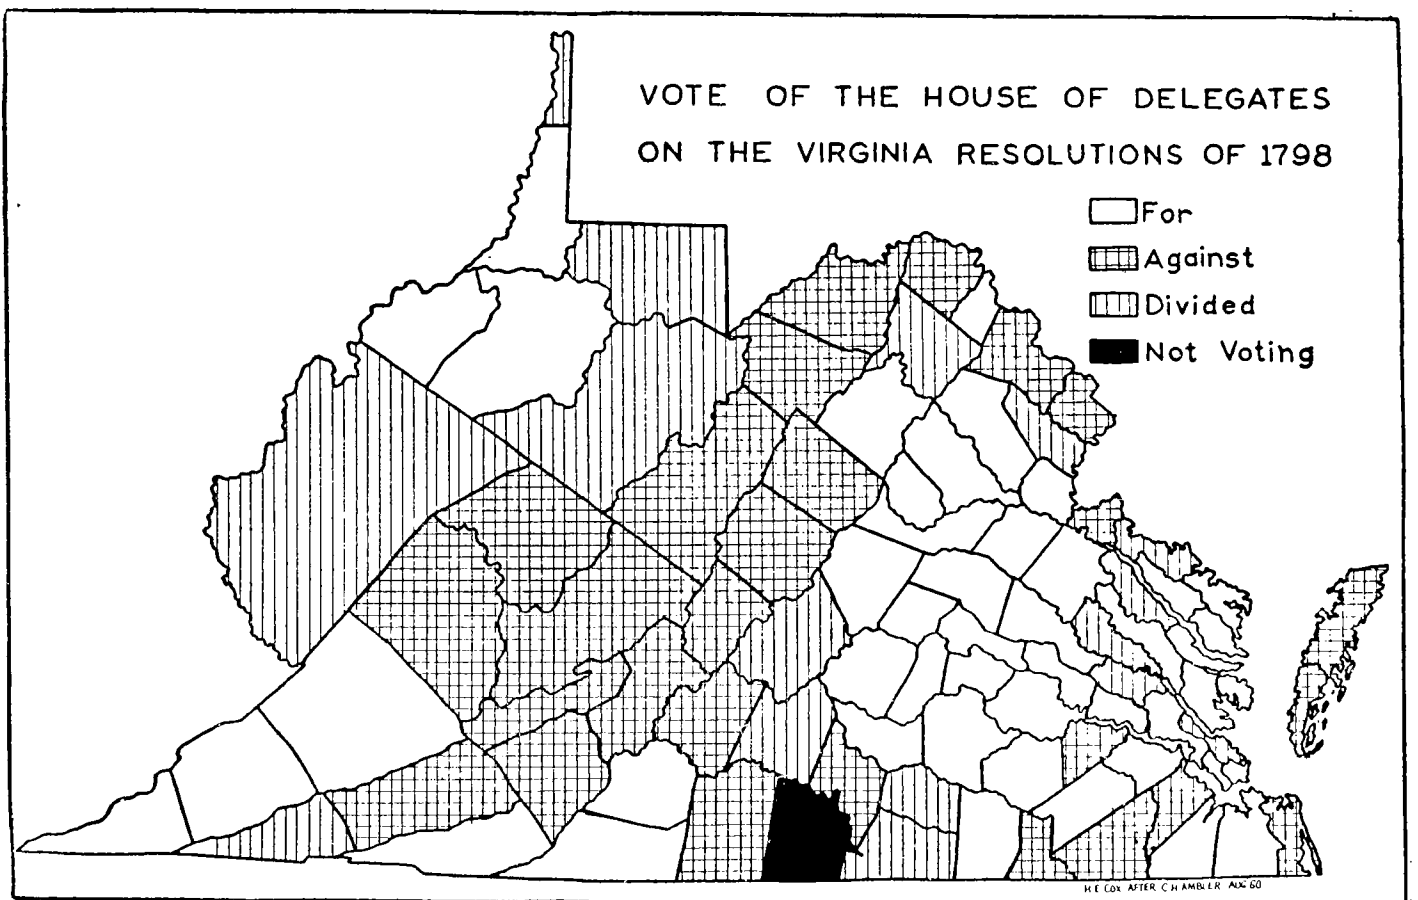 VOTE OF THE HOUSE OF DELEGATES
ON THE VIRGINIA RESOLUTIONS OF 1798
For
Against
Divided
Not Voting
H E COX AFTER CHAMBLER AUG 60